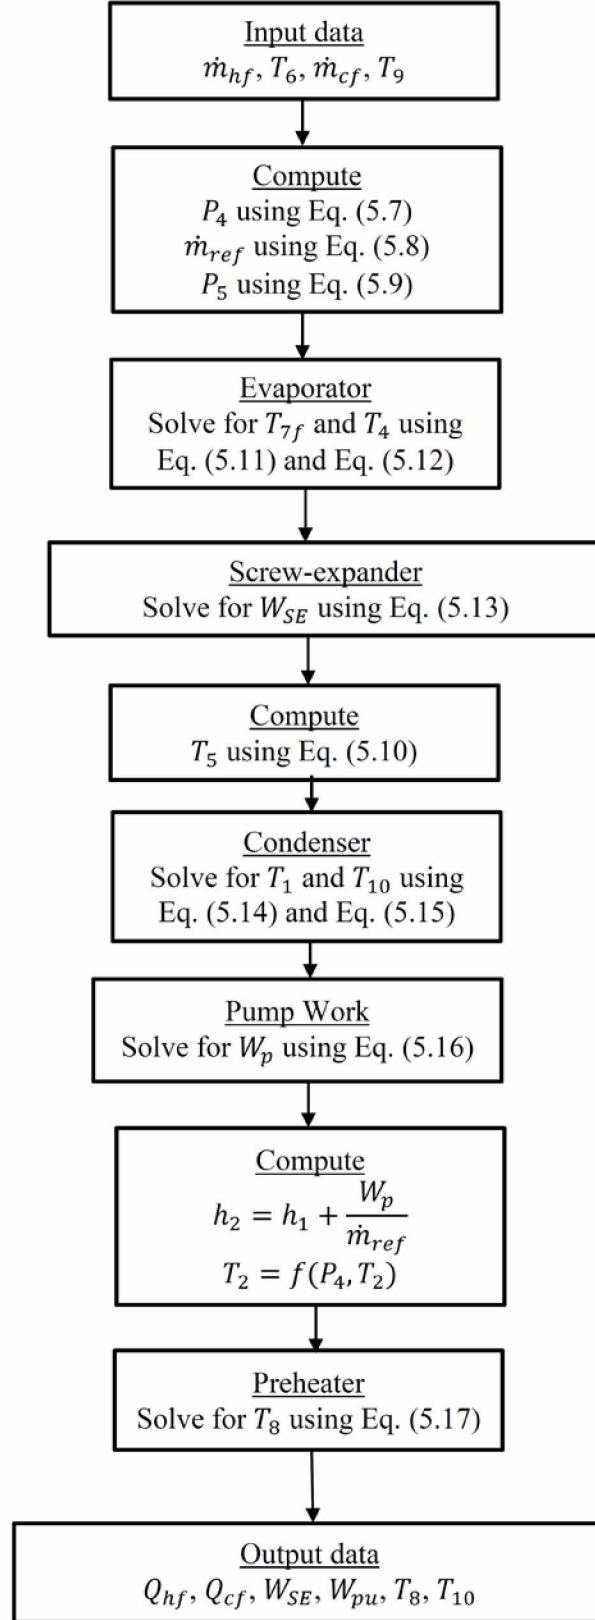 Input data
ṁ_hf, T_6, ṁ_cf, T_9
Compute
P_4 using Eq. (5.7)
ṁ_ref using Eq. (5.8)
P_5 using Eq. (5.9)
Evaporator
Solve for T_7f and T_4 using
Eq. (5.11) and Eq. (5.12)
Screw-expander
Solve for W_SE using Eq. (5.13)
Compute
T_5 using Eq. (5.10)
Condenser
Solve for T_1 and T_10 using
Eq. (5.14) and Eq. (5.15)
Pump Work
Solve for W_p using Eq. (5.16)
Compute
h_2 = h_1 + W_p / ṁ_ref
T_2 = f(P_4, T_2)
Preheater
Solve for T_8 using Eq. (5.17)
Output data
Q_hf, Q_cf, W_SE, W_pu, T_8, T_10